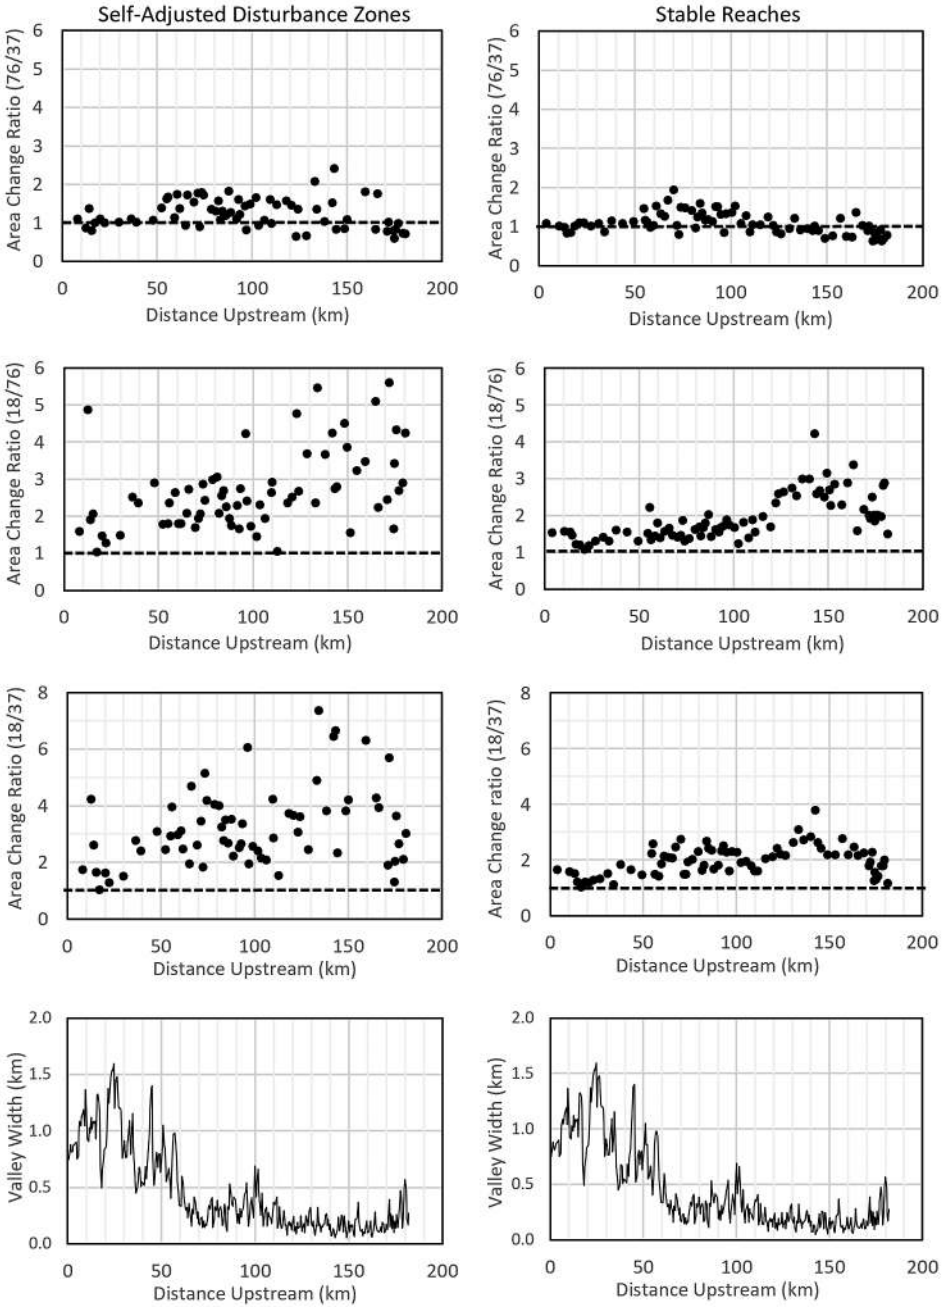 Self-Adjusted Disturbance Zones
Area Change Ratio (76/37)
6
5
4
3
2
1
0
0 50 100 150 200
Distance Upstream (km)
Stable Reaches
Area Change Ratio (76/37)
6
5
4
3
2
1
0
0 50 100 150 200
Distance Upstream (km)
Area Change Ratio (18/76)
6
5
4
3
2
1
0
0 50 100 150 200
Distance Upstream (km)
Area Change Ratio (18/76)
6
5
4
3
2
1
0
0 50 100 150 200
Distance Upstream (km)
Area Change Ratio (18/37)
8
6
4
2
0
0 50 100 150 200
Distance Upstream (km)
Area Change ratio (18/37)
8
6
4
2
0
0 50 100 150 200
Distance Upstream (km)
Valley Width (km)
2.0
1.5
1.0
0.5
0.0
0 50 100 150 200
Distance Upstream (km)
Valley Width (km)
2.0
1.5
1.0
0.5
0.0
0 50 100 150 200
Distance Upstream (km)